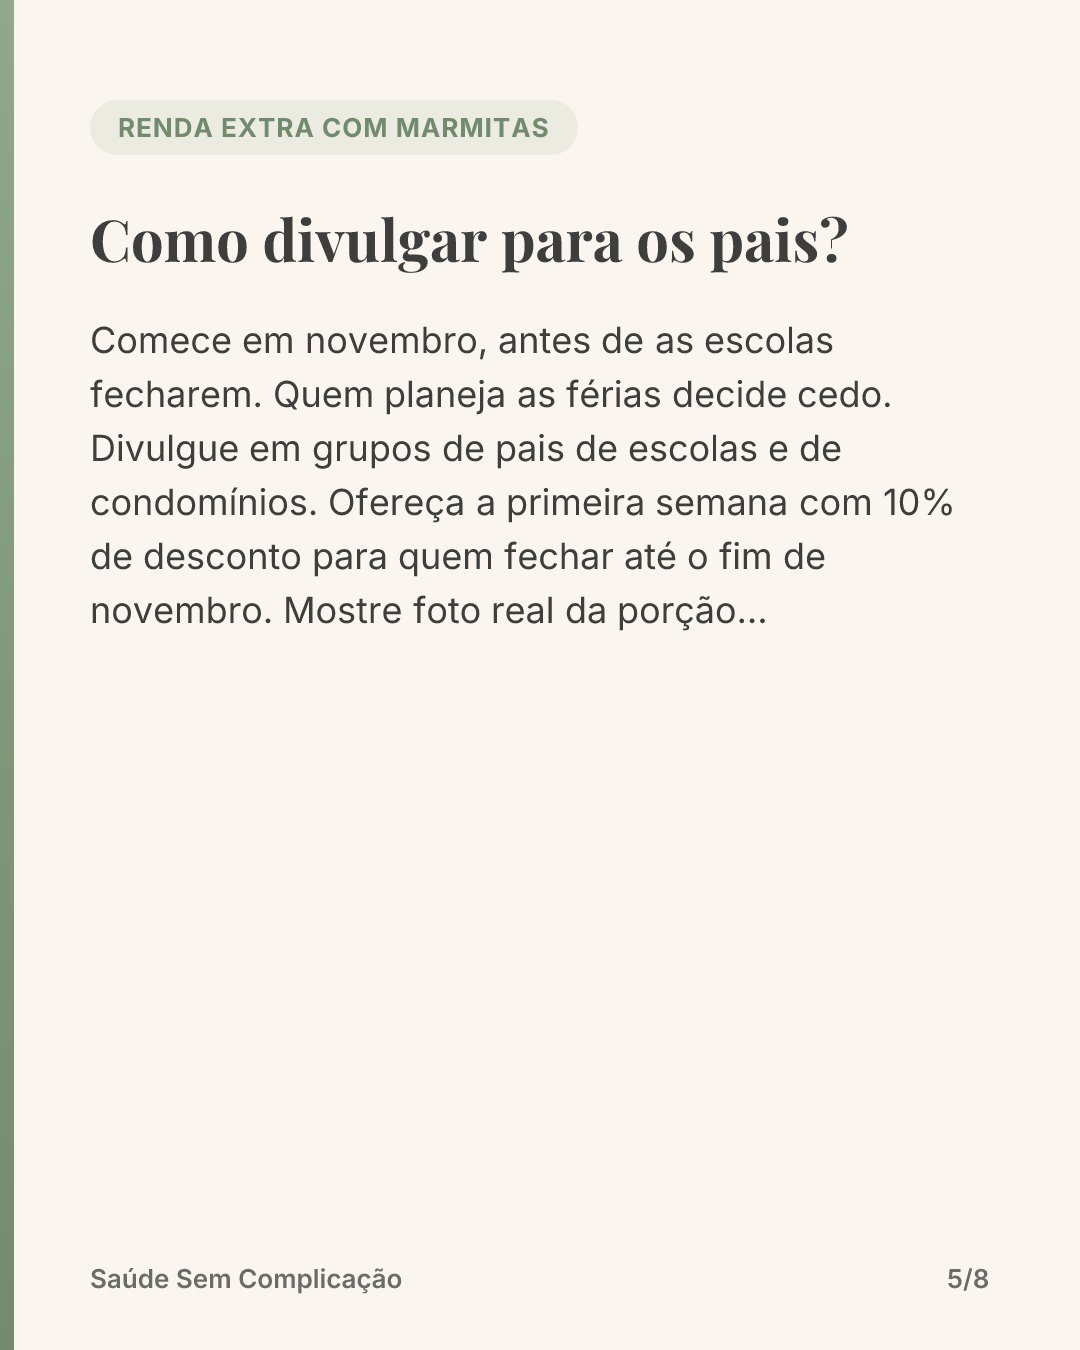 RENDA EXTRA COM MARMITAS
Como divulgar para os pais?
Comece em novembro, antes de as escolas
fecharem. Quem planeja as férias decide cedo.
Divulgue em grupos de pais de escolas e de
condomínios. Ofereça a primeira semana com 10%
de desconto para quem fechar até o fim de
novembro. Mostre foto real da porção...
Saúde Sem Complicação
5/8